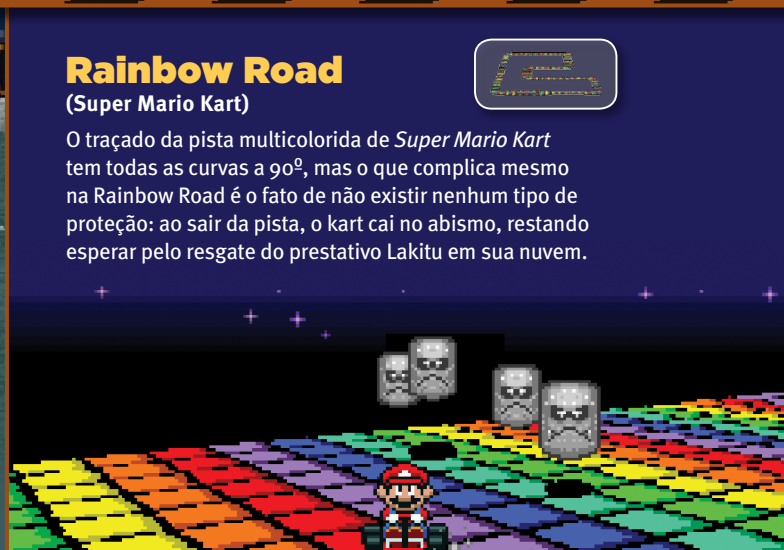 Rainbow Road
(Super Mario Kart)
O traçado da pista multicolorida de Super Mario Kart
tem todas as curvas a 90º, mas o que complica mesmo
na Rainbow Road é o fato de não existir nenhum tipo de
proteção: ao sair da pista, o kart cai no abismo, restando
esperar pelo resgate do prestativo Lakitu em sua nuvem.